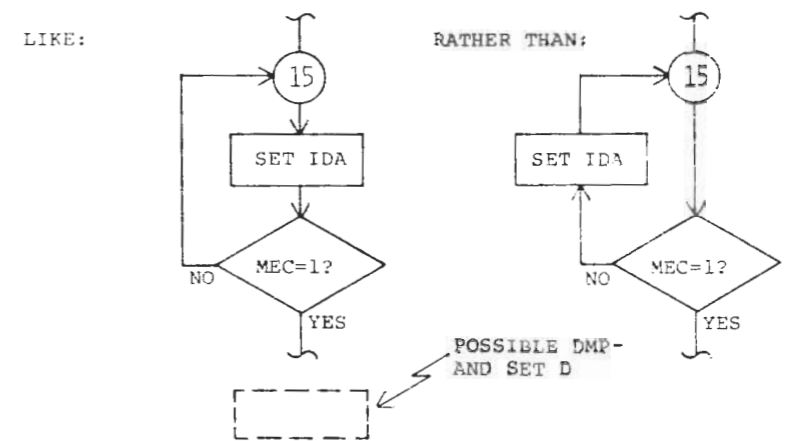 LIKE:
RATHER THAN:
15
SET IDA
MEC=1?
NO
YES
15
SET IDA
MEC=1?
NO
YES
POSSIBLE DMP-
AND SET D